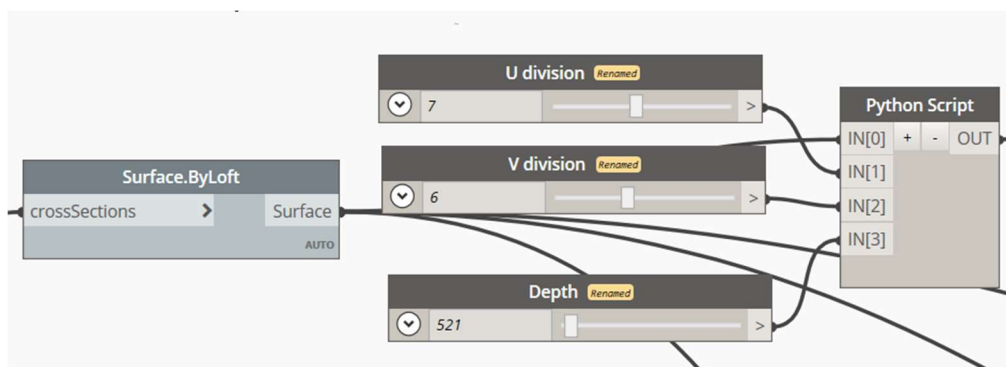 U division Renamed
7 >
Python Script
IN[0] + - OUT
IN[1]
IN[2]
IN[3]
V division Renamed
6 >
Surface.ByLoft
crossSections > Surface
AUTO
Depth Renamed
521 >